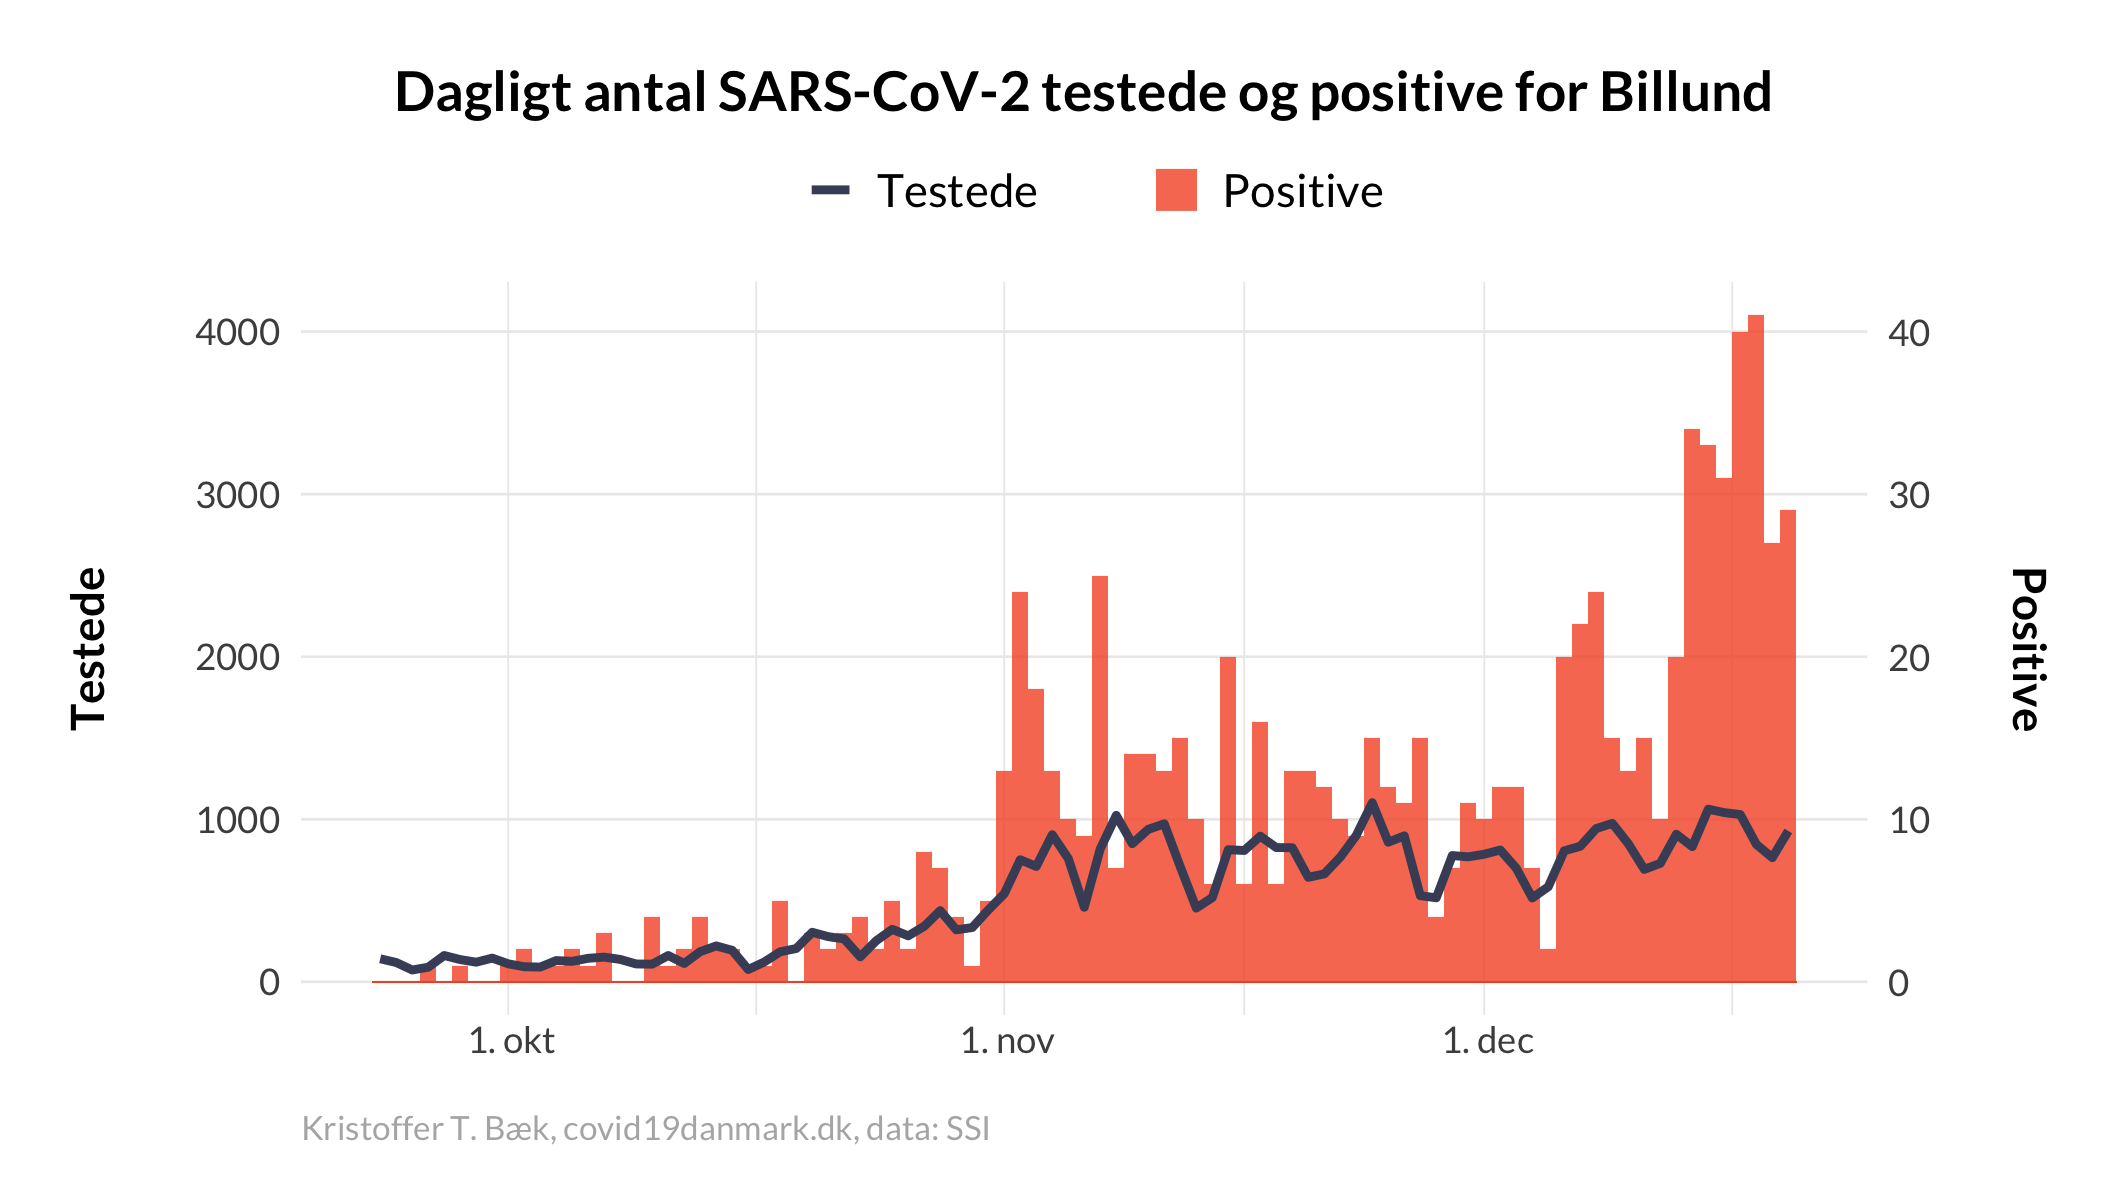 Dagligt antal SARS-CoV-2 testede og positive for Billund
Testede
Positive
4000
3000
2000
1000
0
Testede
40
30
20
10
0
Positive
1. okt
1. nov
1. dec
Kristoffer T. Bæk, covid19danmark.dk, data: SSI